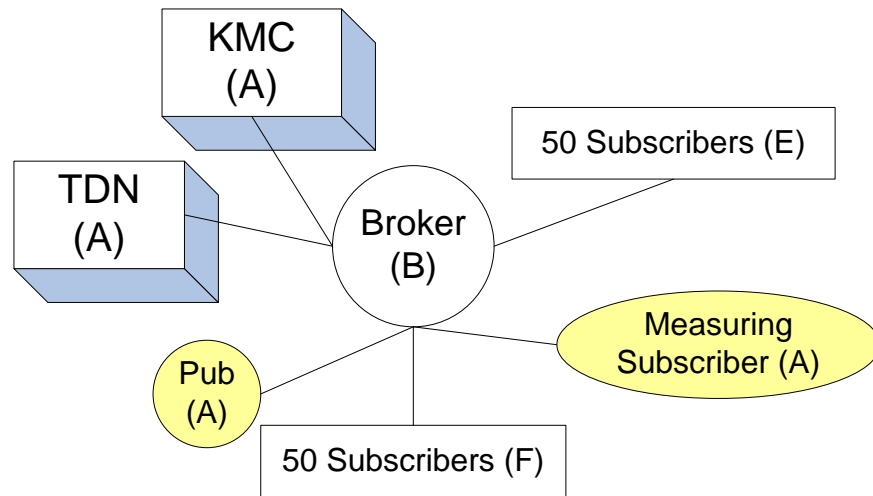 KMC
(A)
50 Subscribers (E)
TDN
(A)
Broker
(B)
Measuring
Subscriber (A)
Pub
(A)
50 Subscribers (F)